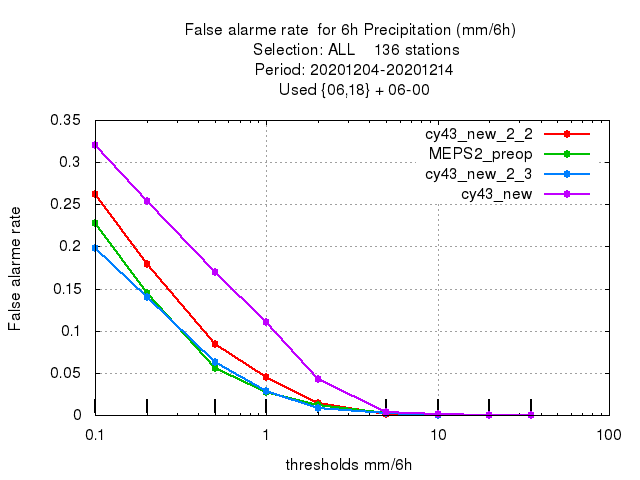 False alarme rate  for 6h Precipitation (mm/6h)
Selection: ALL    136 stations
Period: 20201204-20201214
Used {06,18} + 06-00
cy43_new_2_2
MEPS2_preop
cy43_new_2_3
cy43_new
0.35
0.3
0.25
0.2
0.15
0.1
0.05
0
False alarme rate
0.1
1
10
100
thresholds mm/6h